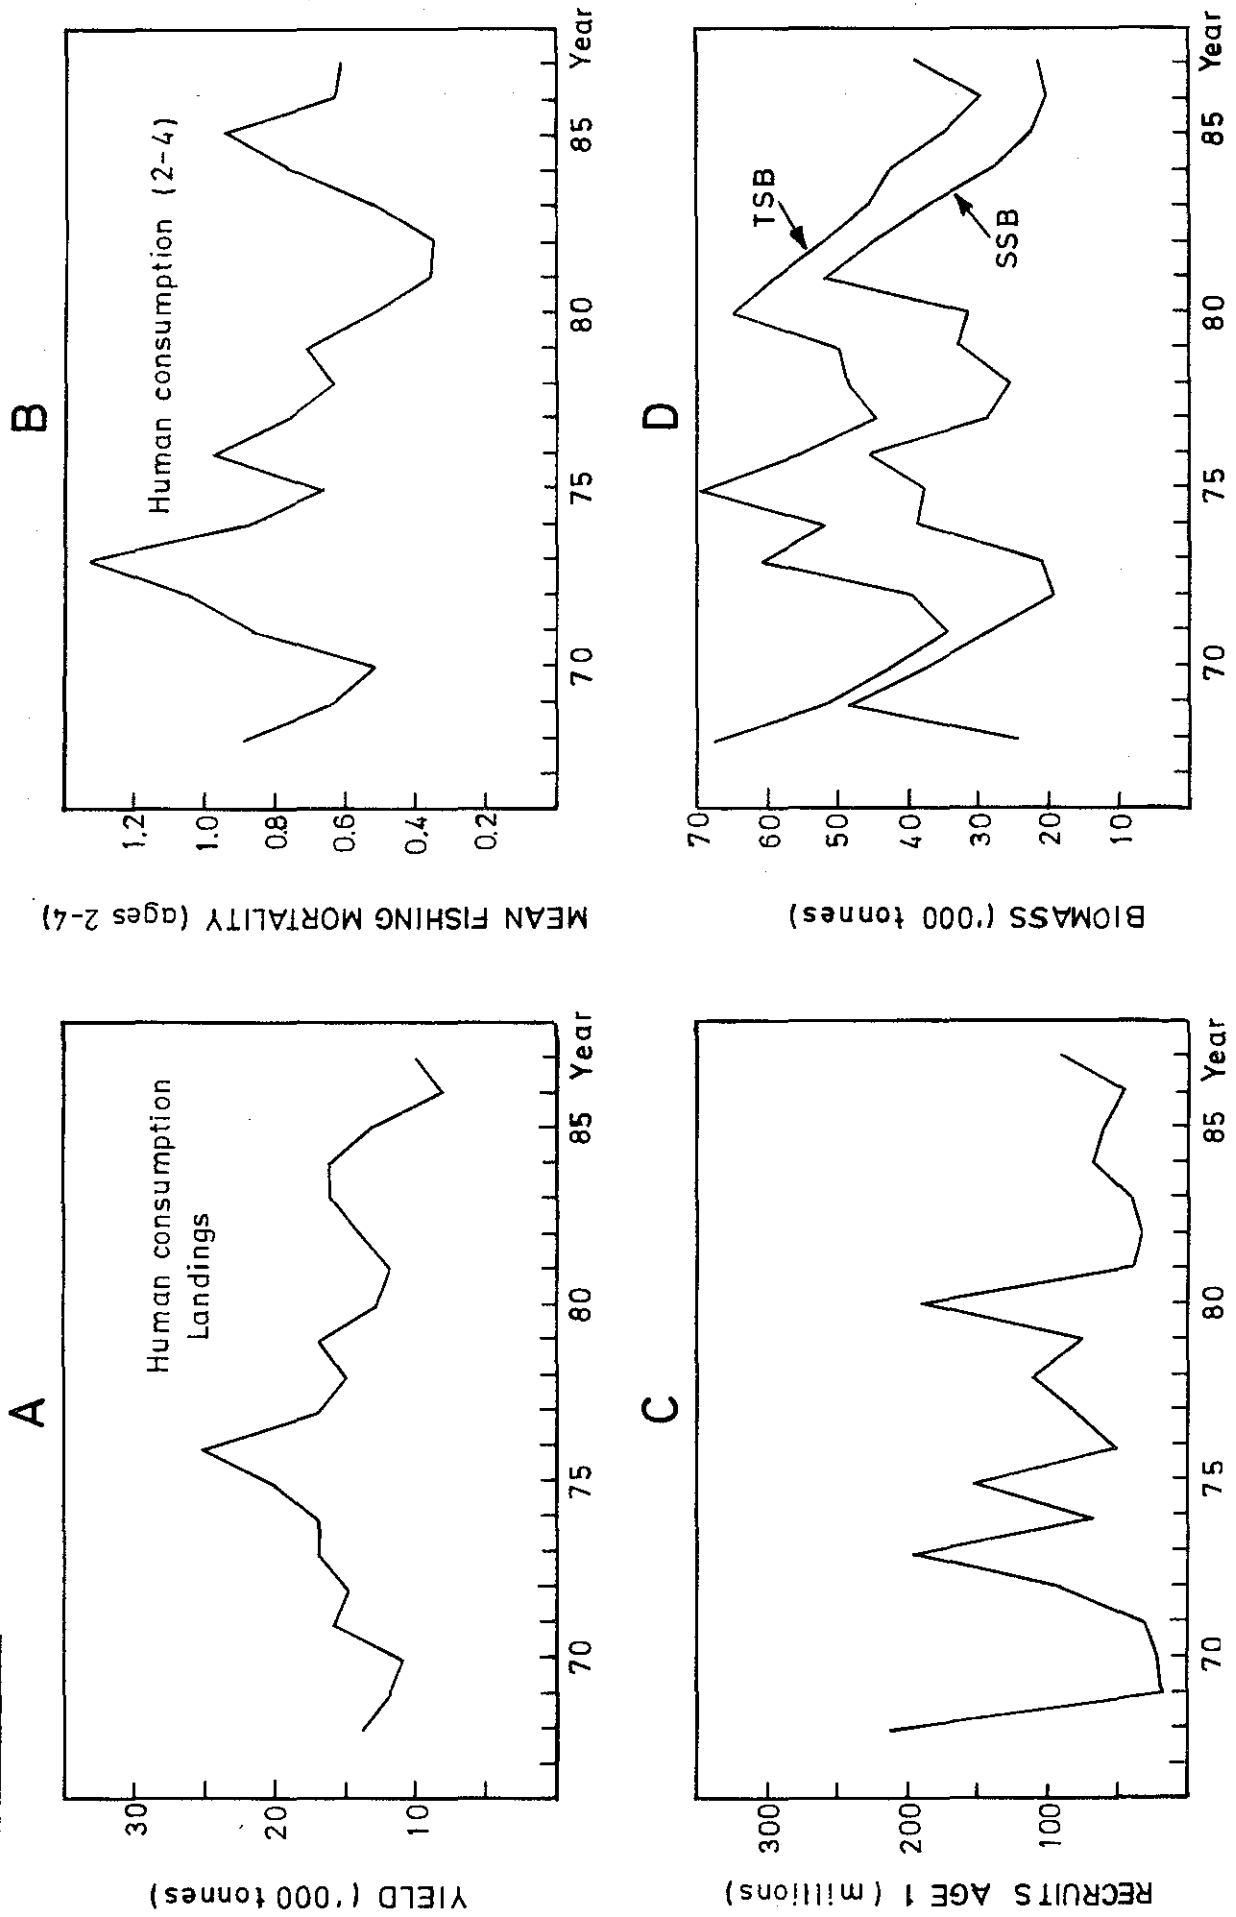 A
YIELD ('000 tonnes)
30
20
10
Human consumption
Landings
70
75
80
85
Year
B
MEAN FISHING MORTALITY (ages 2-4)
1.2
1.0
0.8
0.6
0.4
0.2
Human consumption (2-4)
70
75
80
85
Year
C
RECRUITS AGE 1 (millions)
300
200
100
70
75
80
85
Year
D
BIOMASS ('000 tonnes)
70
60
50
40
30
20
10
TSB
SSB
70
75
80
85
Year